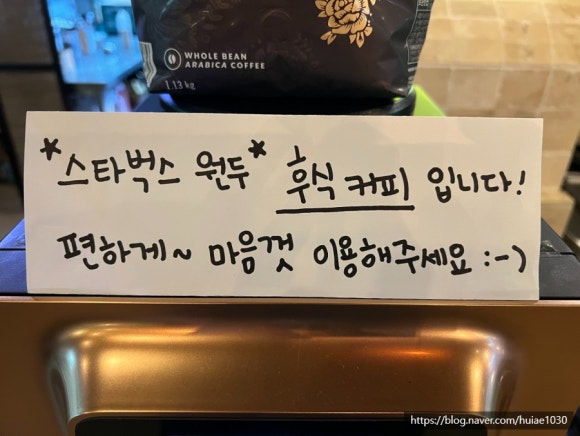 WHOLE BEAN
ARABICA COFFEE
1.13 kg
*스타벅스 원두* 후식 커피 입니다!
편하게~ 마음껏 이용해주세요 :-)
https://blog.naver.com/huiae1030